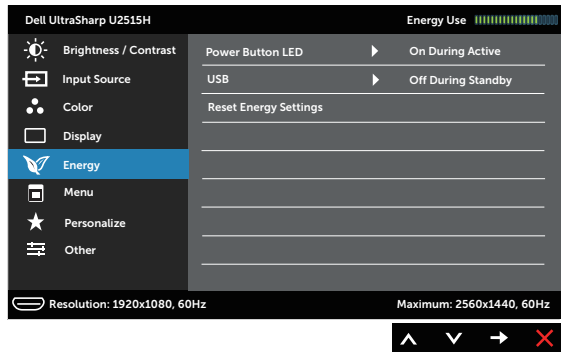 Dell UltraSharp U2515H Energy Use
Brightness / Contrast Power Button LED On During Active
Input Source USB Off During Standby
Color Reset Energy Settings
Display
Energy
Menu
Personalize
Other
Resolution: 1920x1080, 60Hz Maximum: 2560x1440, 60Hz